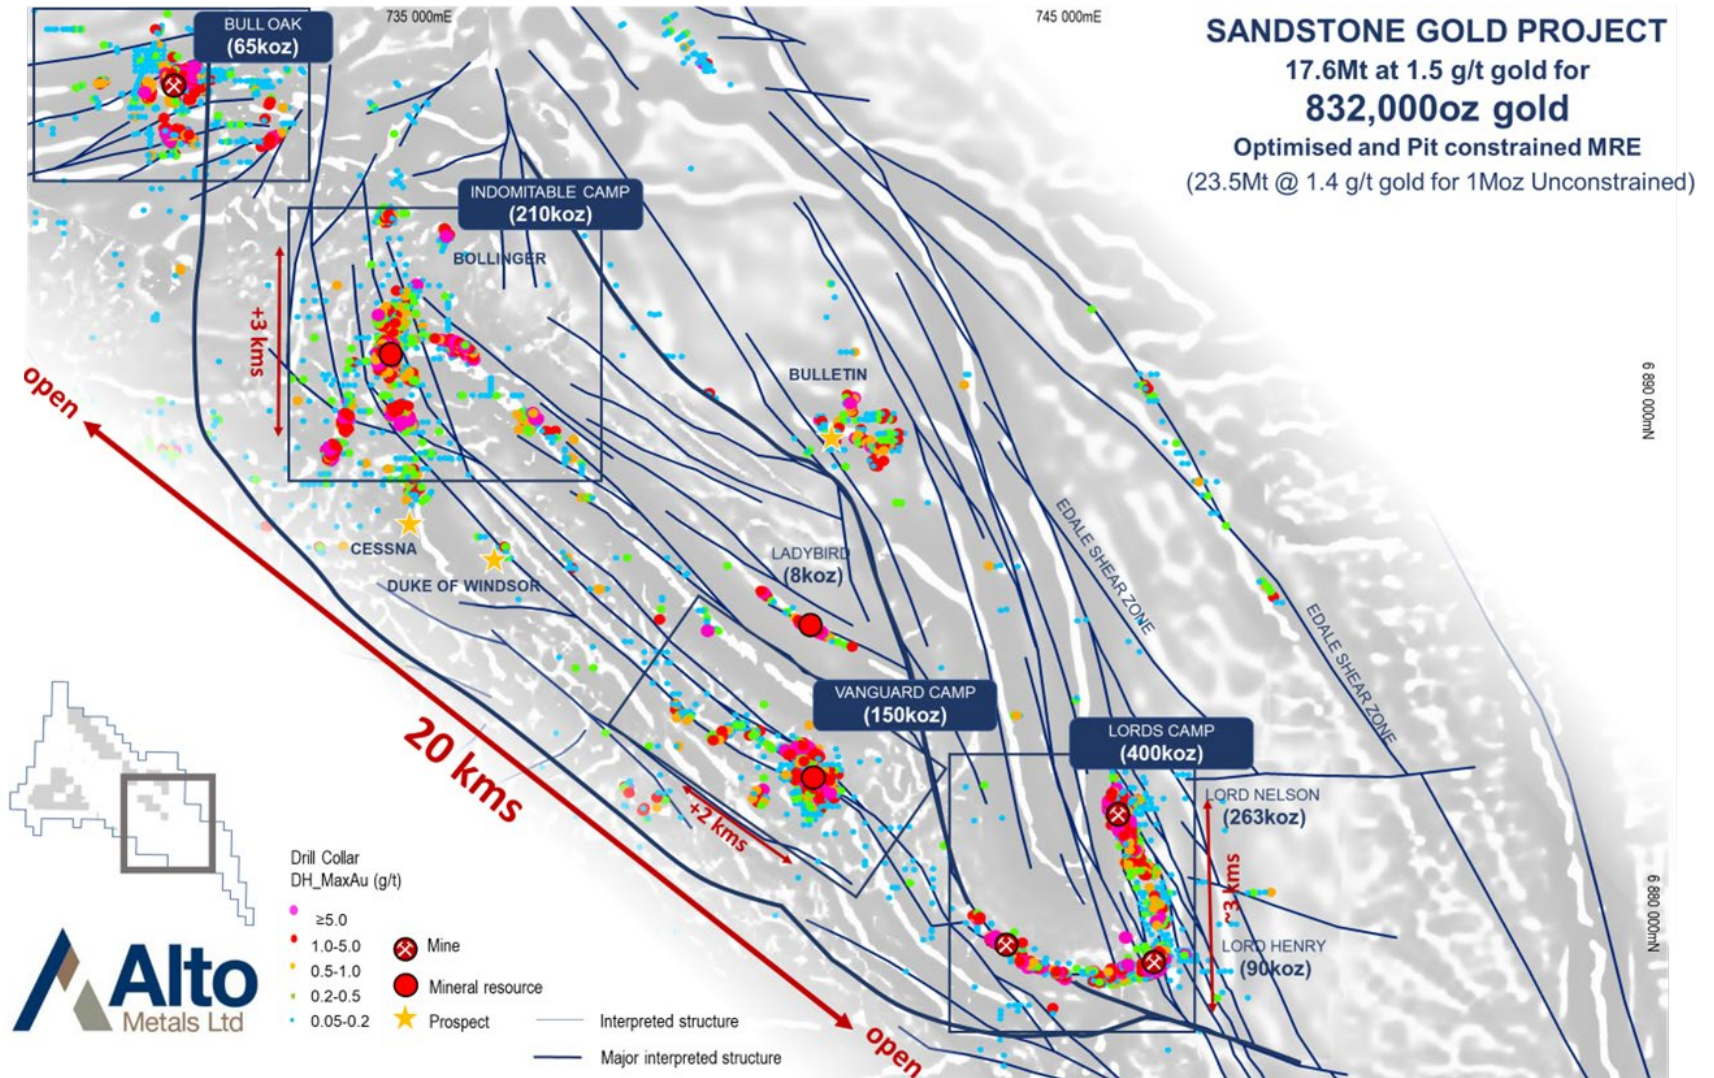 BULL OAK
(65koz)
735 000mE
745 000mE
SANDSTONE GOLD PROJECT
17.6Mt at 1.5 g/t gold for
832,000oz gold
Optimised and Pit constrained MRE
(23.5Mt @ 1.4 g/t gold for 1Moz Unconstrained)
INDOMITABLE CAMP
(210koz)
BOLLINGER
+3 kms
open
BULLETIN
6 890 000mN
CESSNA
DUKE OF WINDSOR
LADYBIRD
(8koz)
EDALE SHEAR ZONE
EDALE SHEAR ZONE
VANGUARD CAMP
(150koz)
LORDS CAMP
(400koz)
20 kms
+2 kms
LORD NELSON
(263koz)
~3 kms
LORD HENRY
(90koz)
6 880 000mN
open
Drill Collar
DH_MaxAu (g/t)
≥5.0
1.0-5.0
0.5-1.0
0.2-0.5
0.05-0.2
Mine
Mineral resource
Prospect
Interpreted structure
Major interpreted structure
Alto
Metals Ltd